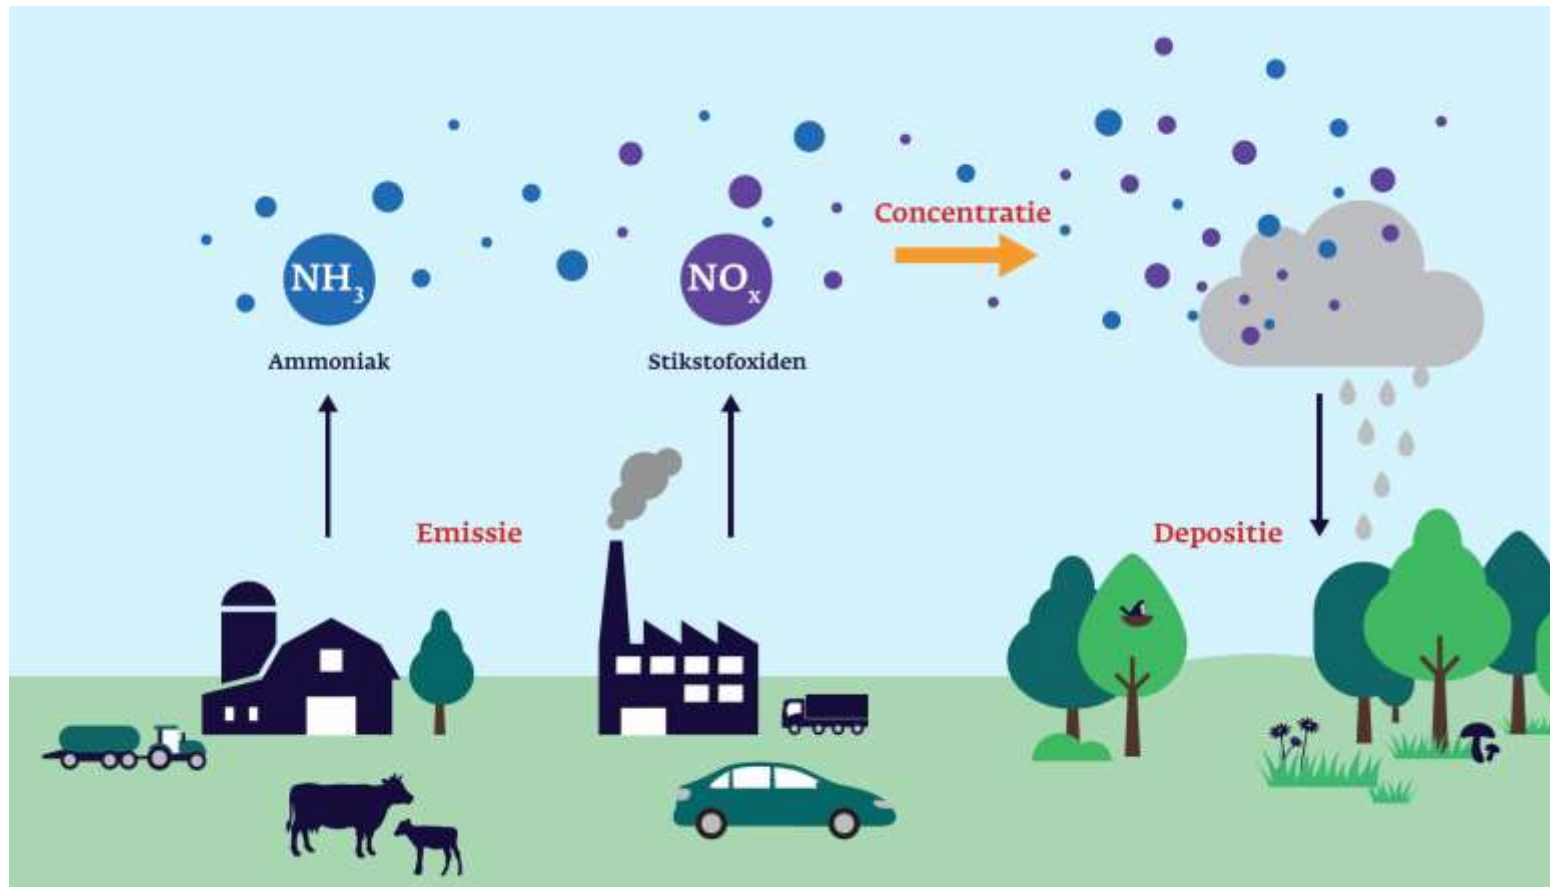 Concentratie
NH₃
NOₓ
Ammoniak
Stikstofoxiden
Emissie
Depositie